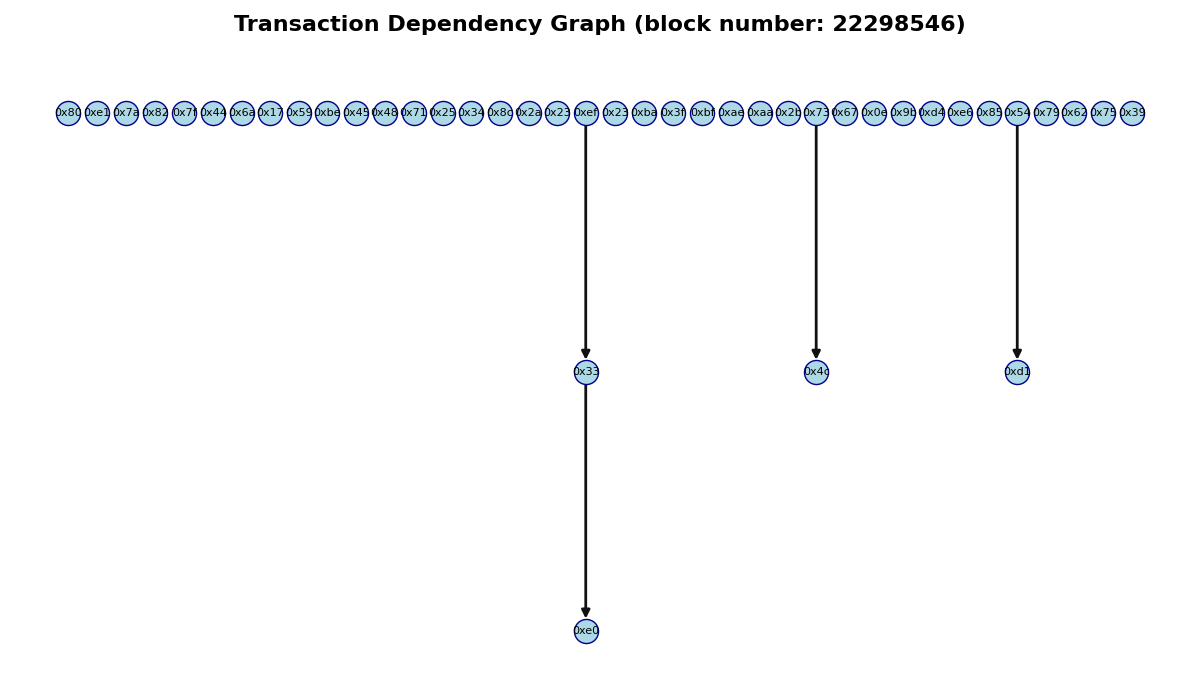 Transaction Dependency Graph (block number: 22298546)
0x80 0xe1 0x7a 0x82 0x7f 0x44 0x6a 0x17 0x59 0xbe 0x45 0x48 0x71 0x25 0x34 0x8c 0x2a 0x23 0xef 0x23 0xba 0x3f 0xbf 0xae 0xaa 0x2b 0x73 0x67 0x0e 0x9b 0xd4 0xe6 0x85 0x54 0x79 0x62 0x75 0x39
0x33 0x4c 0xd1
0xe0